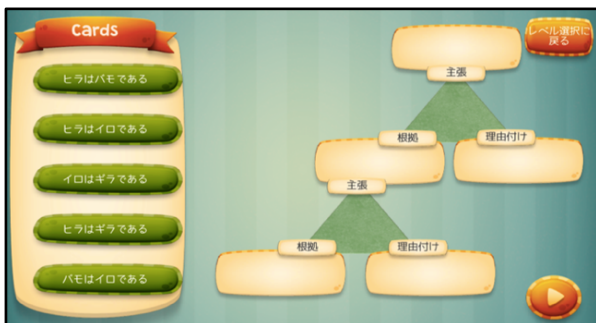 Cards
ヒラはバモである
ヒラはイロである
イロはギラである
ヒラはギラである
バモはイロである
レベル選択に
戻る
主張
根拠
理由付け
主張
根拠
理由付け